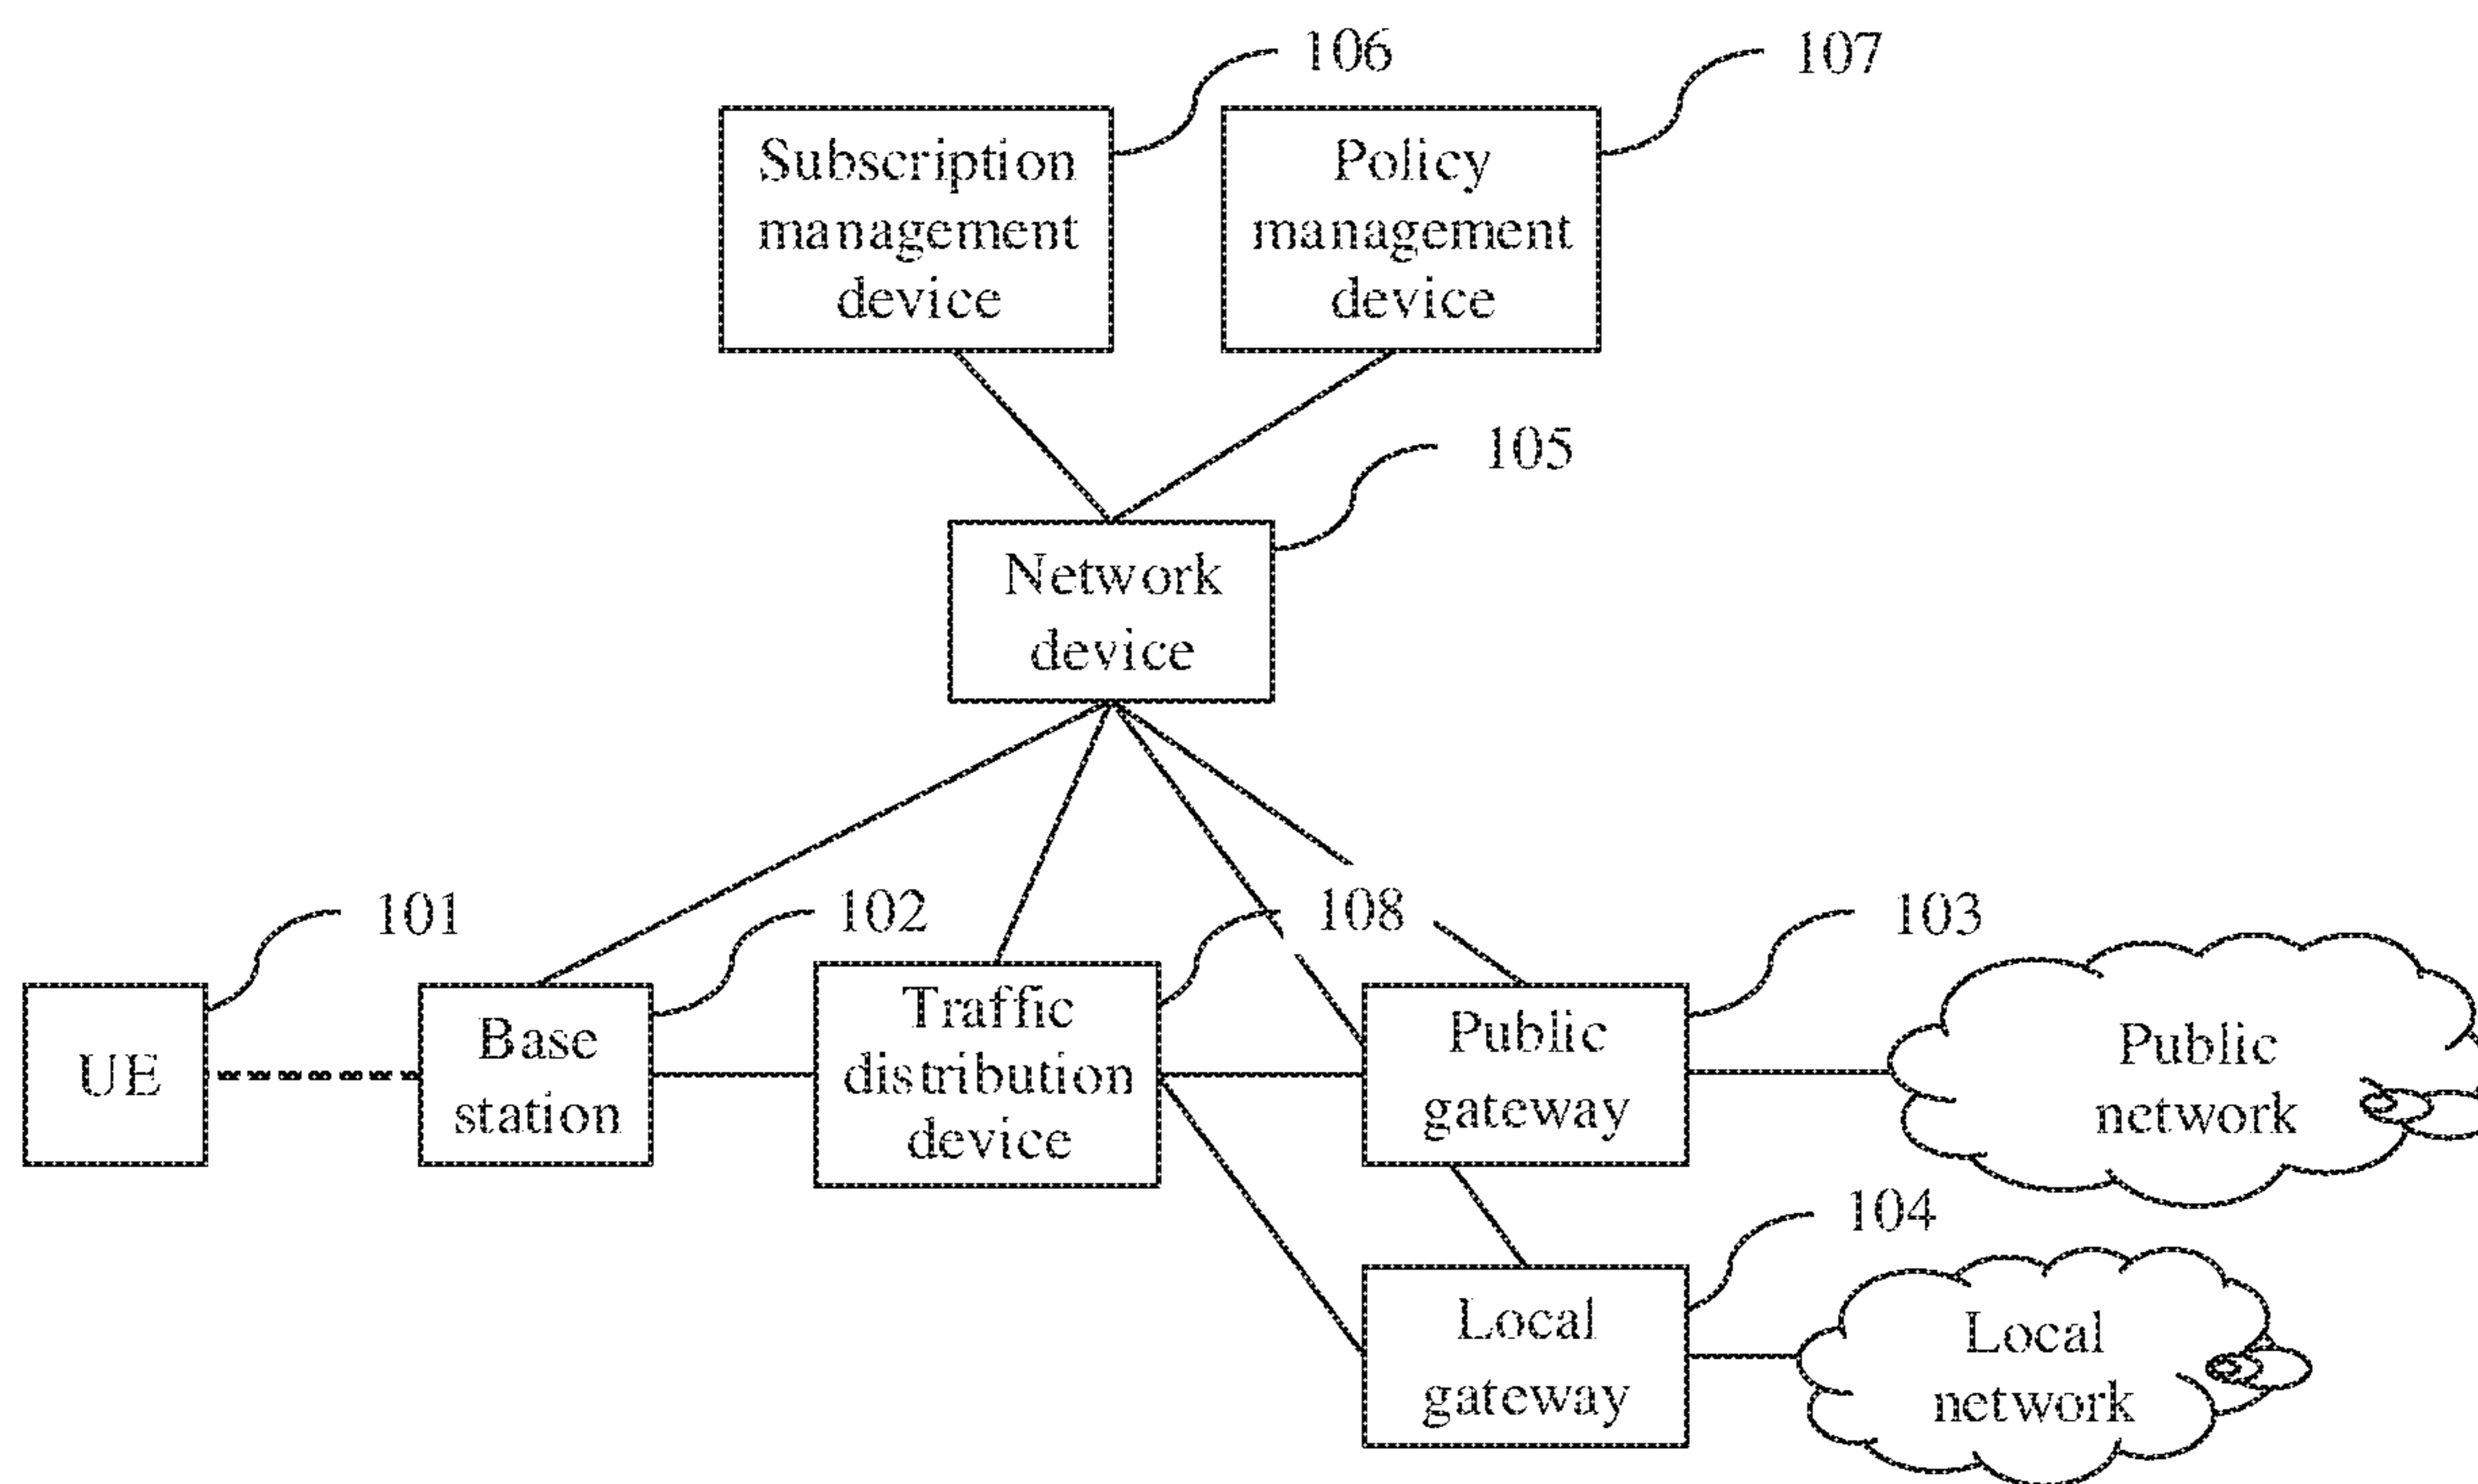 106
107
Subscription
management
device
Policy
management
device
105
Network
device
101
102
108
103
UE
Base
station
Traffic
distribution
device
Public
gateway
Public
network
104
Local
gateway
Local
network